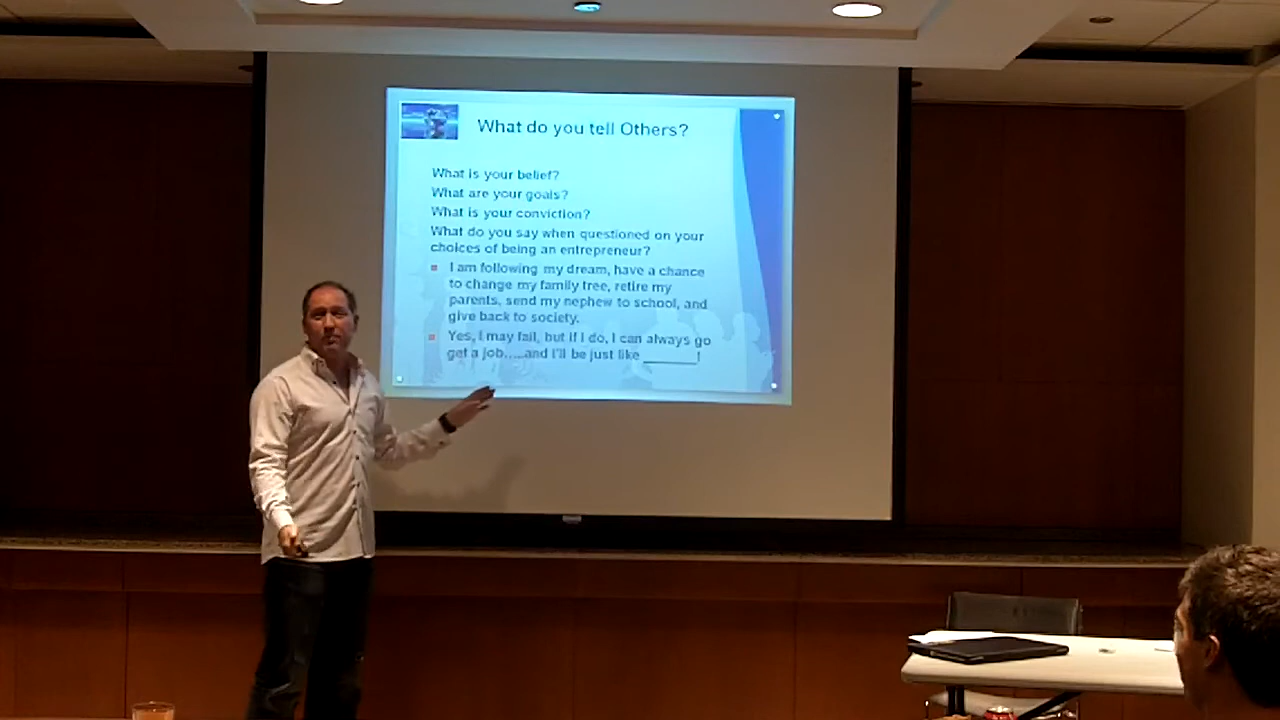 What do you tell Others?
What is your belief?
What are your goals?
What is your conviction?
What do you say when questioned on your
choices of being an entrepreneur?
I am following my dream, have a chance
to change my family tree, retire my
parents, send my nephew to school, and
give back to society.
Yes, I may fail, but if I do, I can always go
get a job.....and I'll be just like _______!